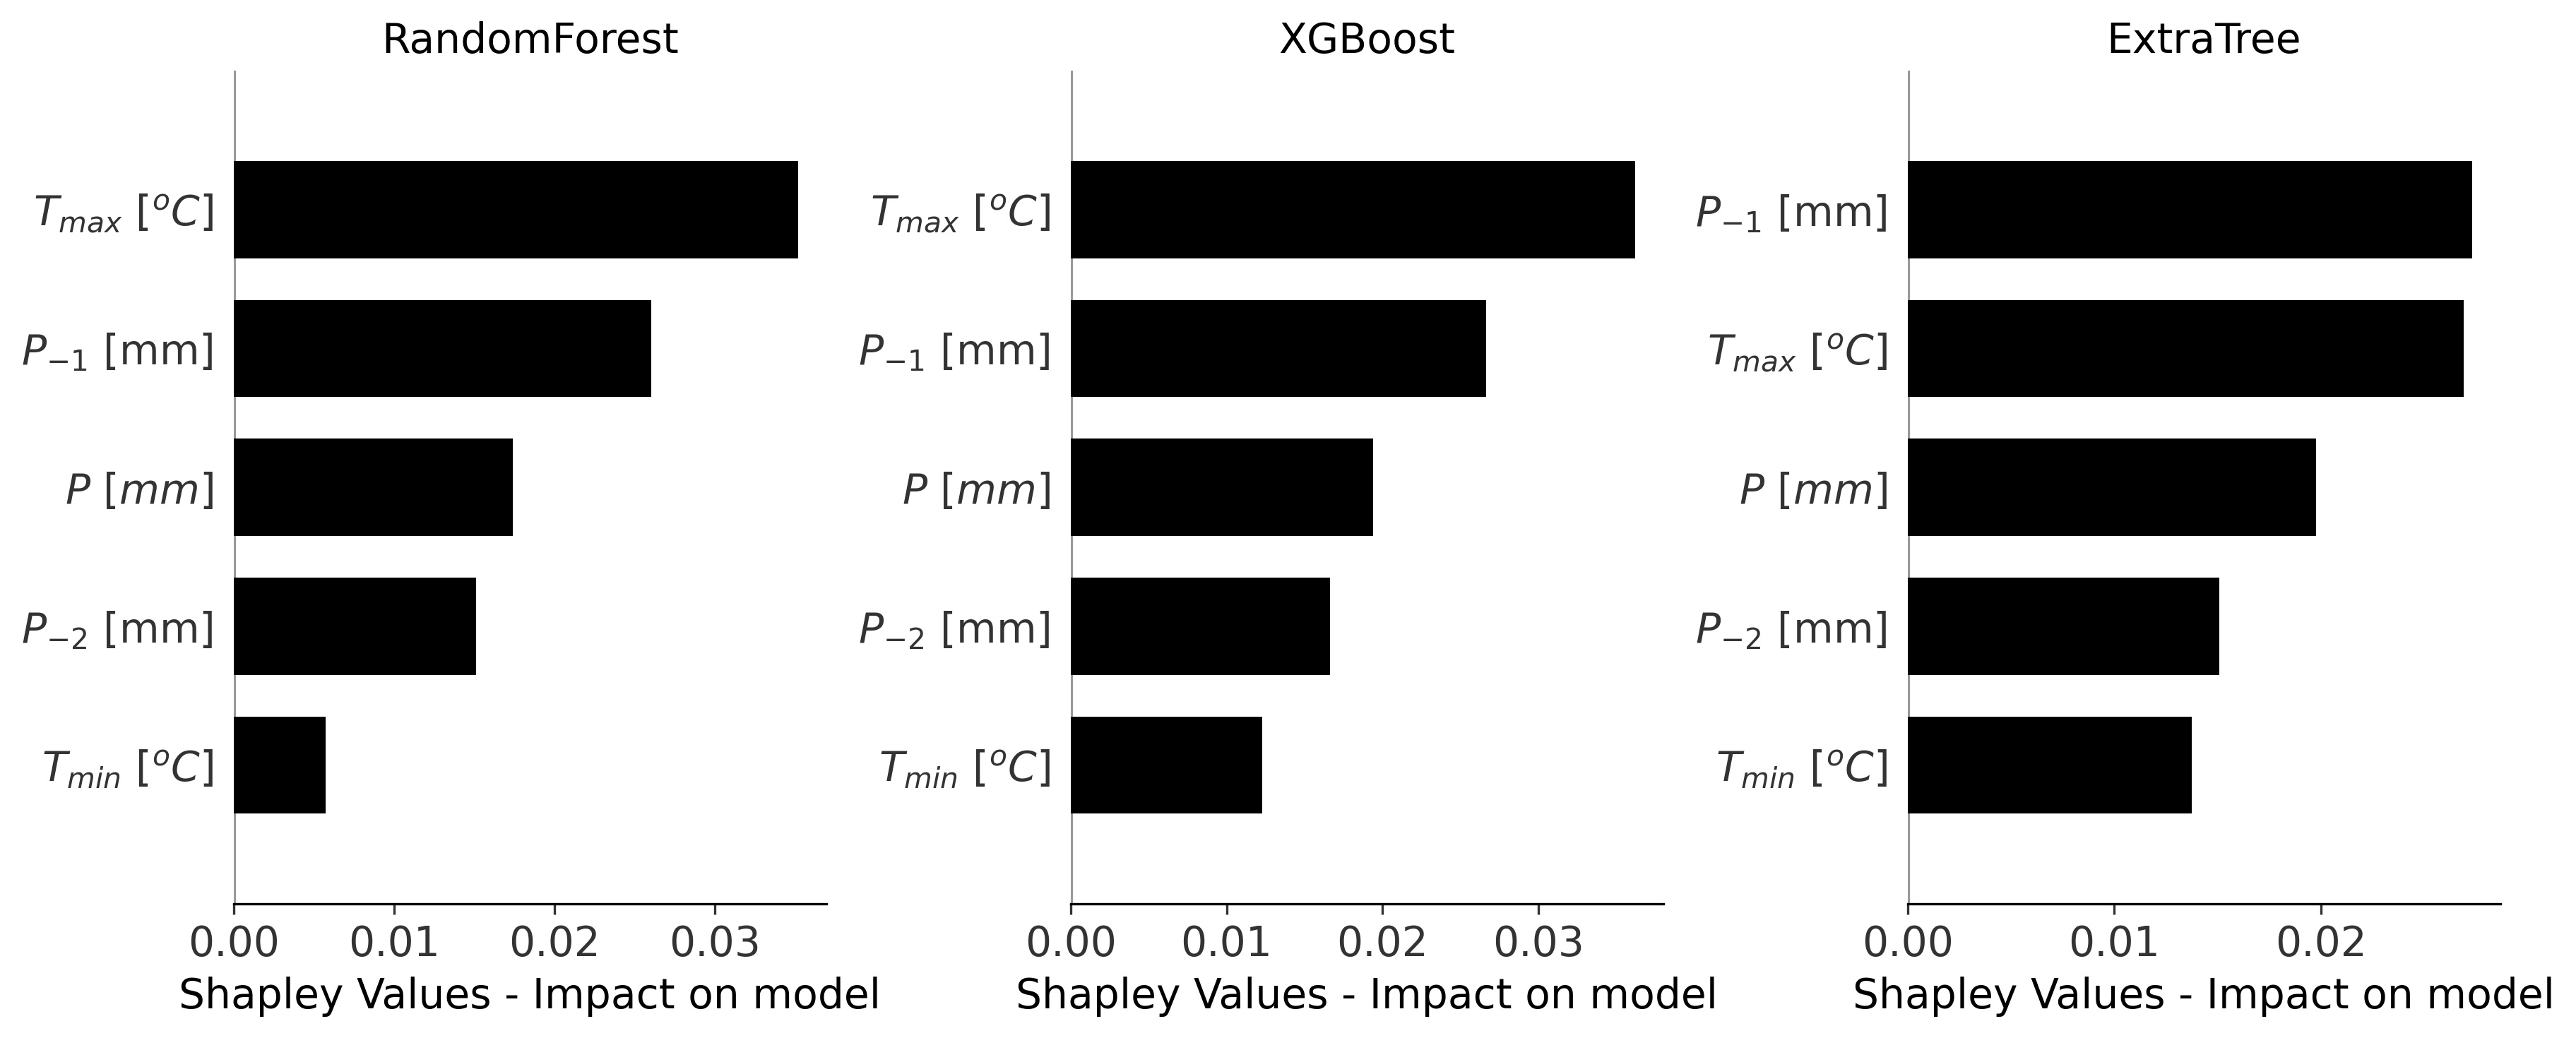 RandomForest
T_max [°C]
P_−1 [mm]
P [mm]
P_−2 [mm]
T_min [°C]
0.00 0.01 0.02 0.03
Shapley Values - Impact on model
XGBoost
T_max [°C]
P_−1 [mm]
P [mm]
P_−2 [mm]
T_min [°C]
0.00 0.01 0.02 0.03
Shapley Values - Impact on model
ExtraTree
P_−1 [mm]
T_max [°C]
P [mm]
P_−2 [mm]
T_min [°C]
0.00 0.01 0.02
Shapley Values - Impact on model